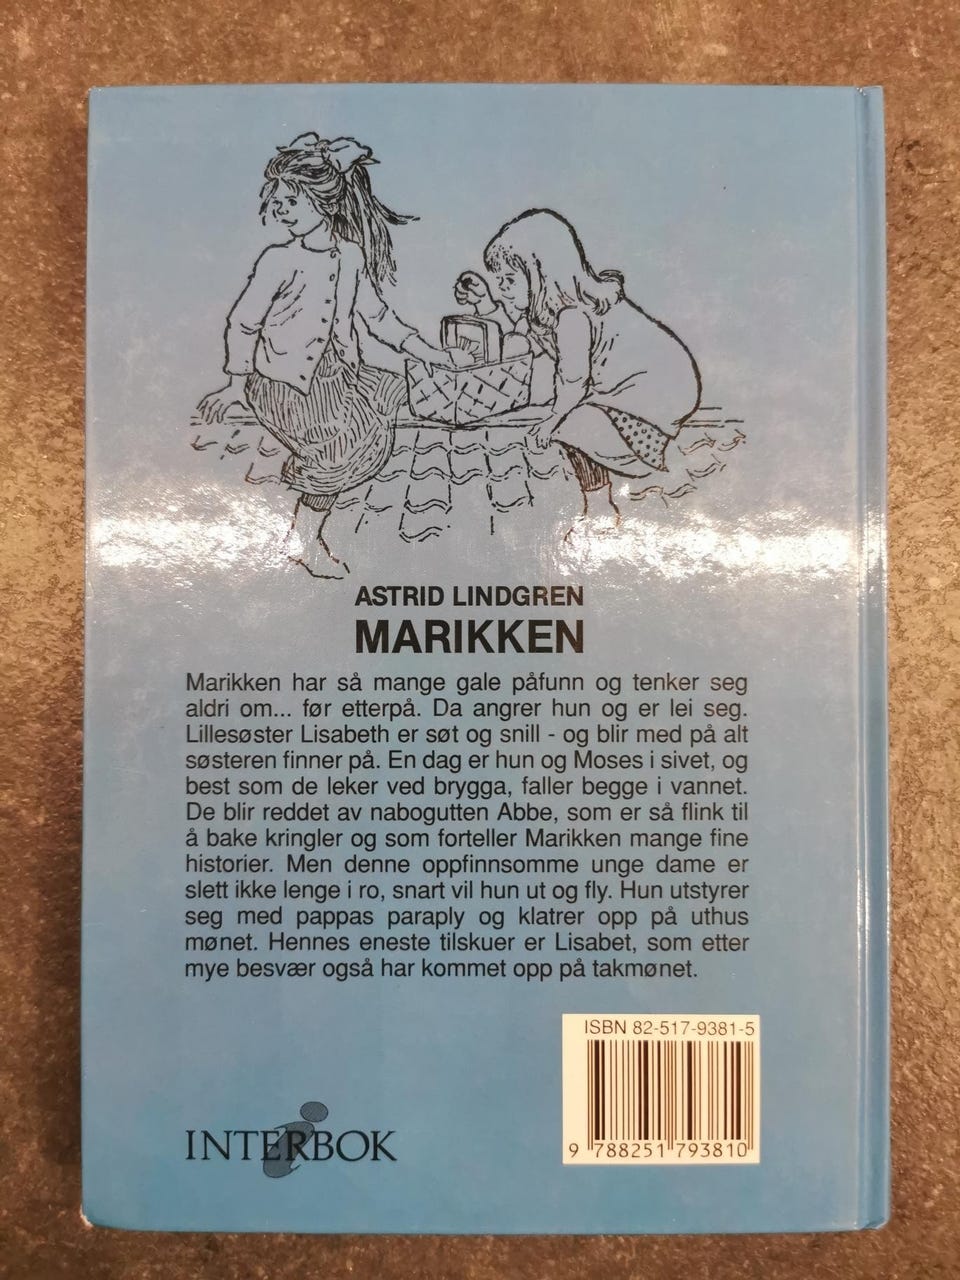 ASTRID LINDGREN
MARIKKEN
Marikken har så mange gale påfunn og tenker seg
aldri om... før etterpå. Da angrer hun og er lei seg.
Lillesøster Lisabeth er søt og snill - og blir med på alt
søsteren finner på. En dag er hun og Moses i sivet, og
best som de leker ved brygga, faller begge i vannet.
De blir reddet av nabogutten Abbe, som er så flink til
å bake kringler og som forteller Marikken mange fine
historier. Men denne oppfinnsomme unge dame er
slett ikke lenge i ro, snart vil hun ut og fly. Hun utstyrer
seg med pappas paraply og klatrer opp på uthus
mønet. Hennes eneste tilskuer er Lisabet, som etter
mye besvær også har kommet opp på takmønet.
ISBN 82-517-9381-5
9 788251 793810
INTERBOK